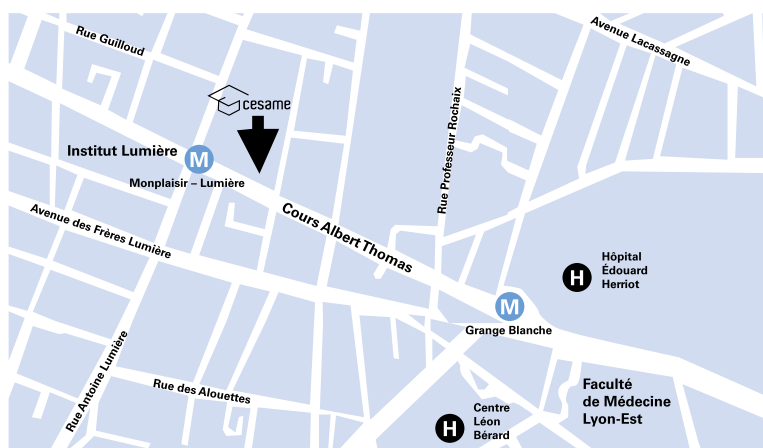 Rue Guilloud
Avenue Lacassagne
cesame
Rue Professeur Rochaix
Institut Lumière
M
Monplaisir – Lumière
Avenue des Frères Lumière
Cours Albert Thomas
H
Hôpital
Édouard
Herriot
M
Grange Blanche
Rue Antoine Lumière
Rue des Alouettes
Faculté
de Médecine
Lyon-Est
H
Centre
Léon
Bérard